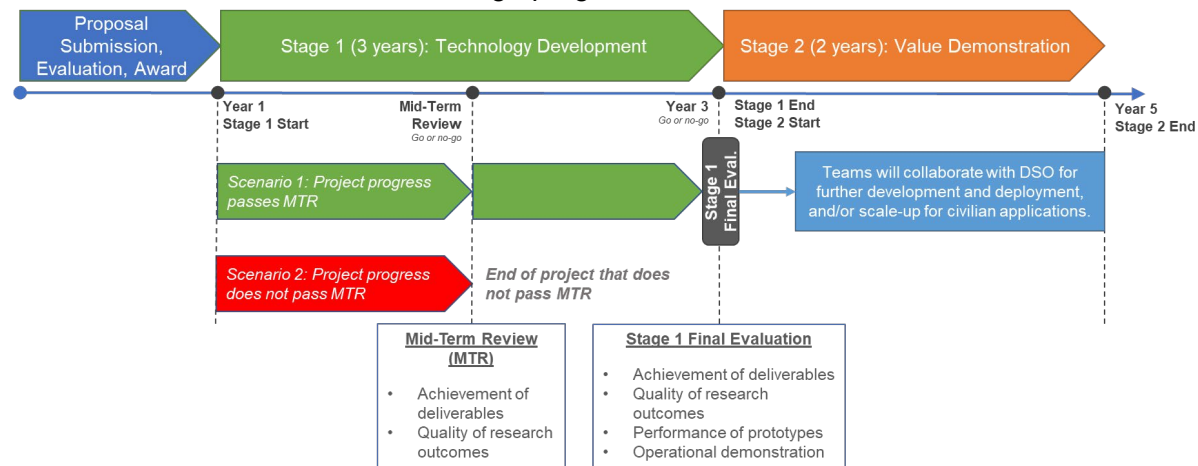 Proposal
Submission,
Evaluation, Award
Stage 1 (3 years): Technology Development
Stage 2 (2 years): Value Demonstration
Year 1
Stage 1 Start
Mid-Term
Review
Go or no-go
Year 3
Go or no-go
Stage 1 End
Stage 2 Start
Year 5
Stage 2 End
Scenario 1: Project progress
passes MTR
Stage 1
Final Eval.
Teams will collaborate with DSO for
further development and deployment,
and/or scale-up for civilian applications.
Scenario 2: Project progress
does not pass MTR
End of project that does
not pass MTR
Mid-Term Review
(MTR)
• Achievement of
deliverables
• Quality of research
outcomes
Stage 1 Final Evaluation
• Achievement of deliverables
• Quality of research
outcomes
• Performance of prototypes
• Operational demonstration